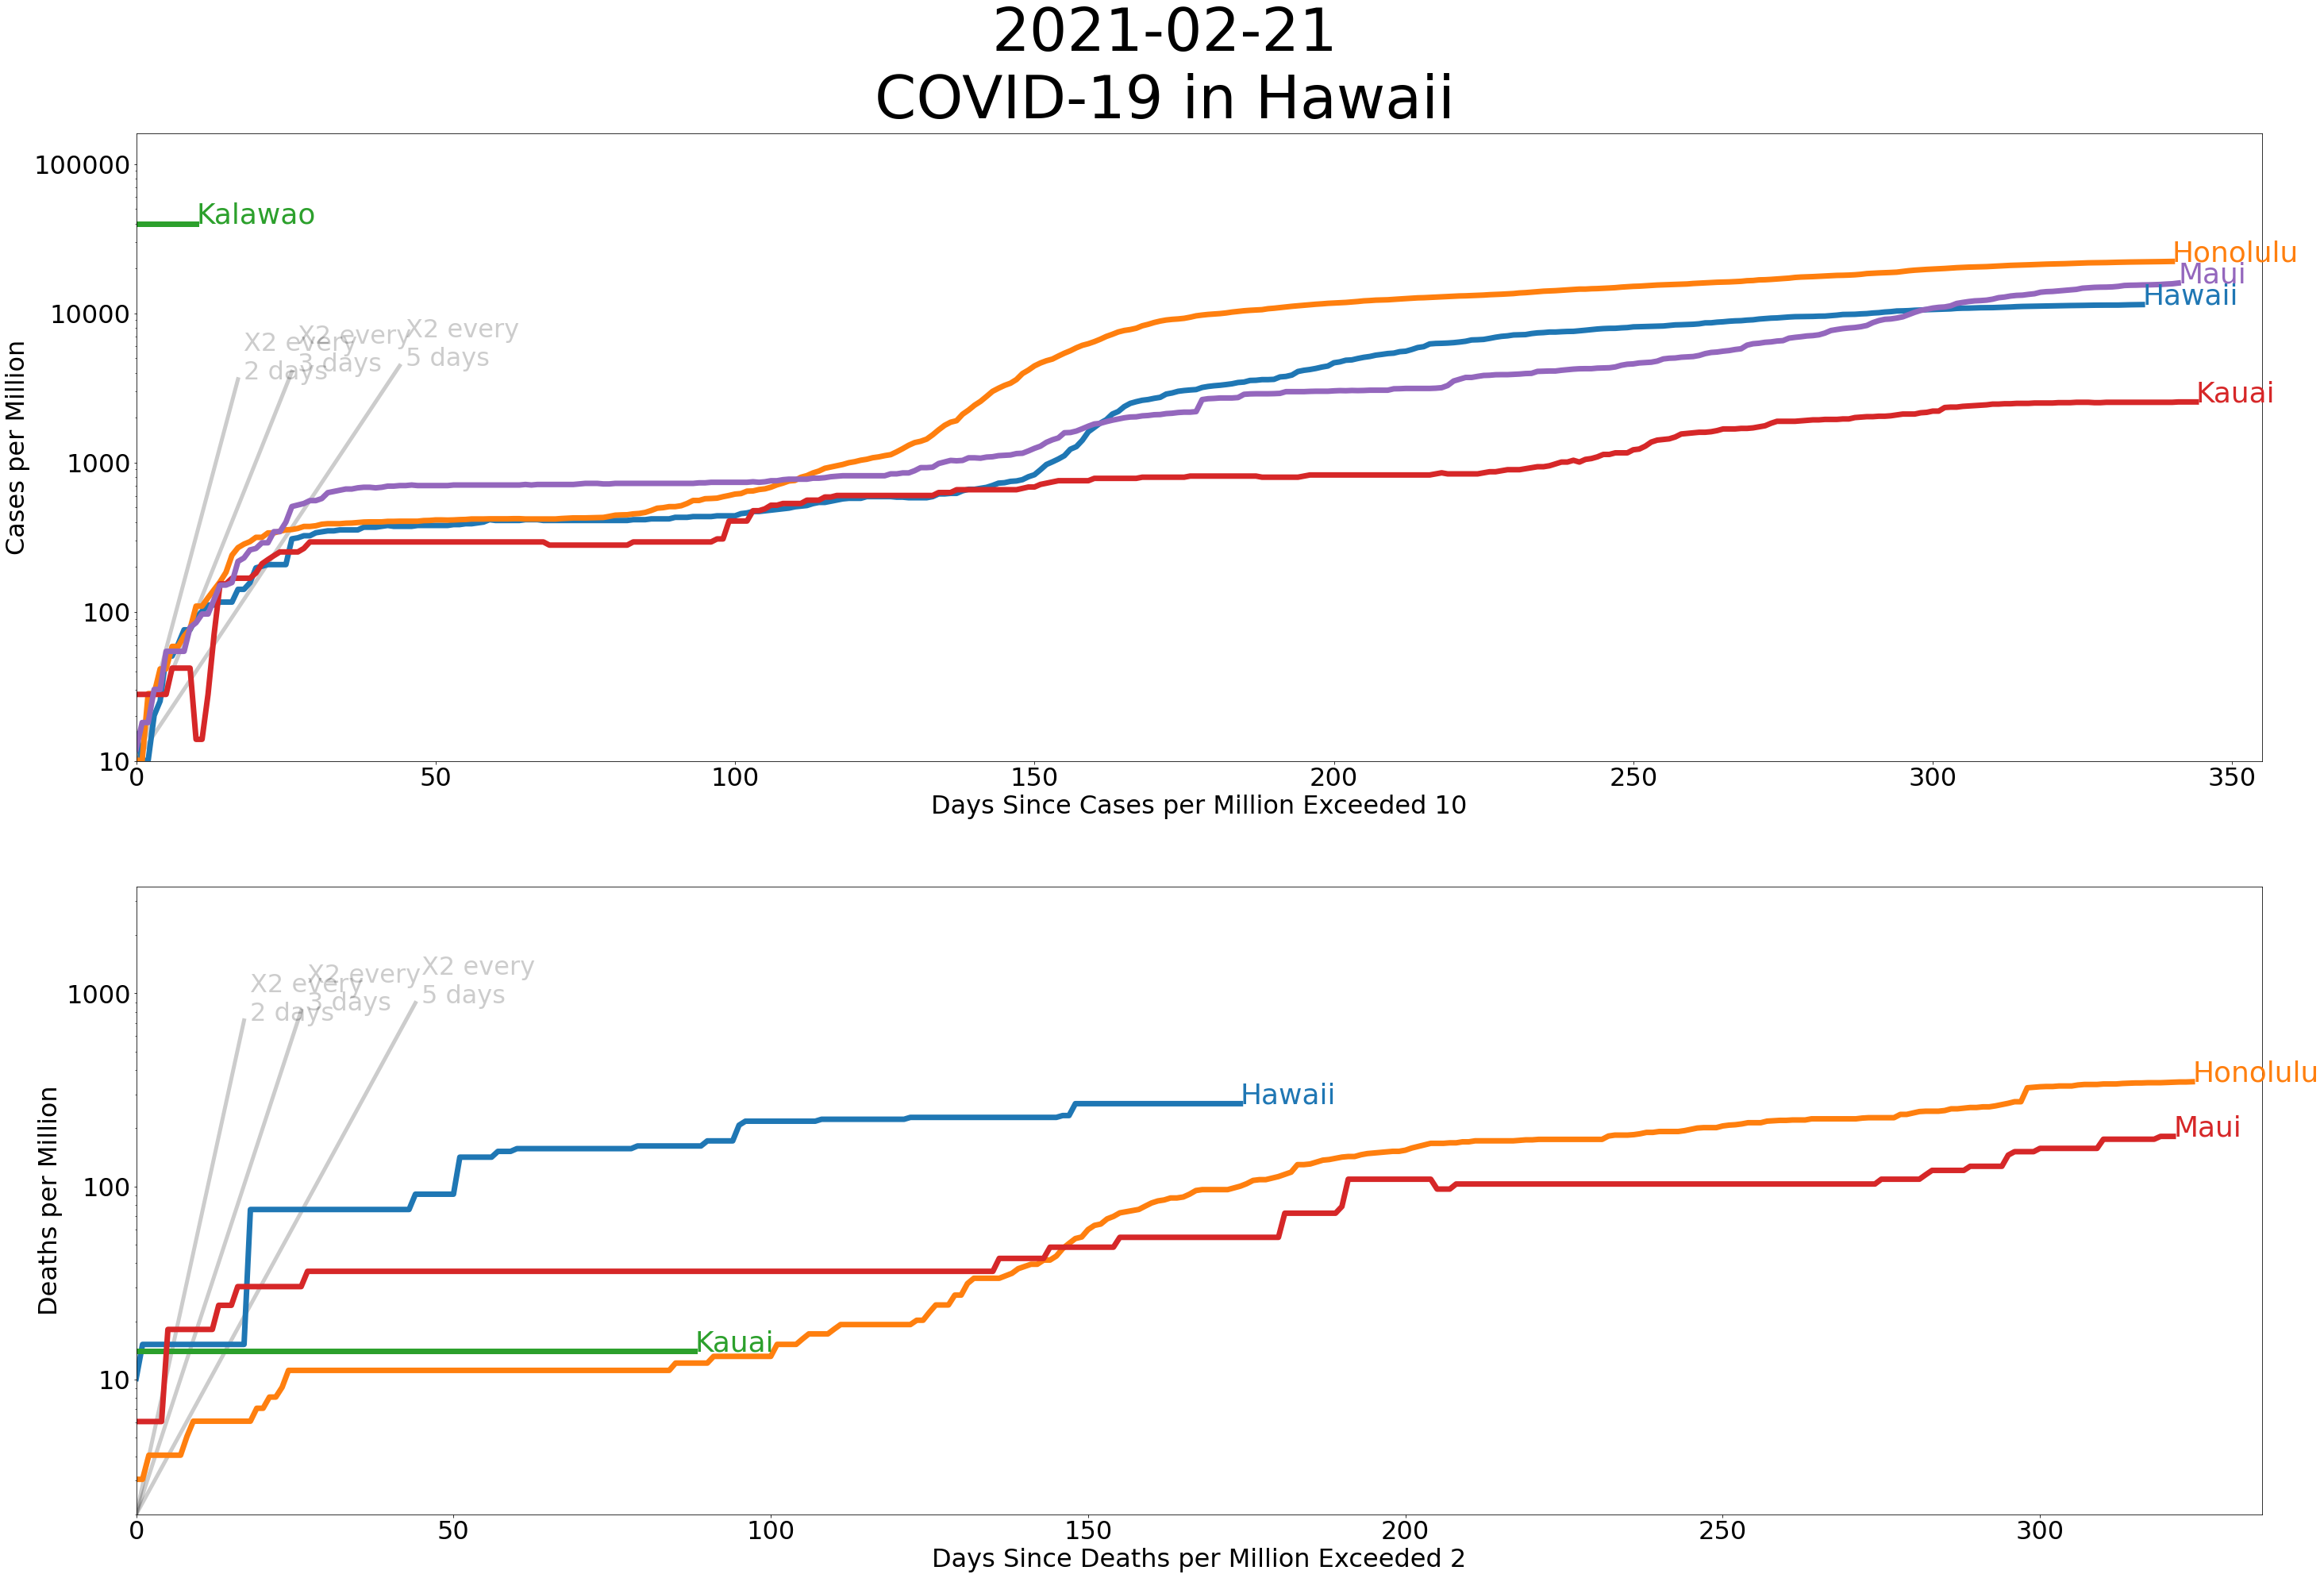 2021-02-21
COVID-19 in Hawaii
100000
10000
1000
100
10
Cases per Million
Kalawao
X2 every
2 days
X2 every
3 days
X2 every
5 days
Honolulu
Maui
Hawaii
Kauai
0 50 100 150 200 250 300 350
Days Since Cases per Million Exceeded 10
1000
100
10
Deaths per Million
X2 every
2 days
X2 every
3 days
X2 every
5 days
Hawaii
Honolulu
Maui
Kauai
0 50 100 150 200 250 300
Days Since Deaths per Million Exceeded 2